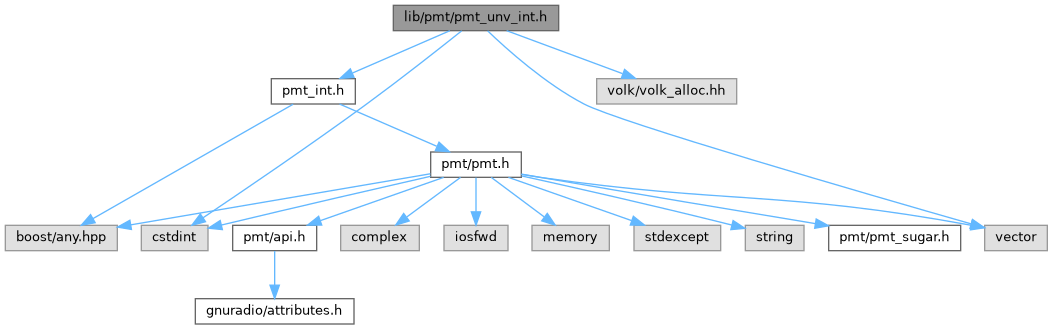 lib/pmt/pmt_unv_int.h
pmt_int.h
volk/volk_alloc.hh
pmt/pmt.h
boost/any.hpp
cstdint
pmt/api.h
complex
iosfwd
memory
stdexcept
string
pmt/pmt_sugar.h
vector
gnuradio/attributes.h